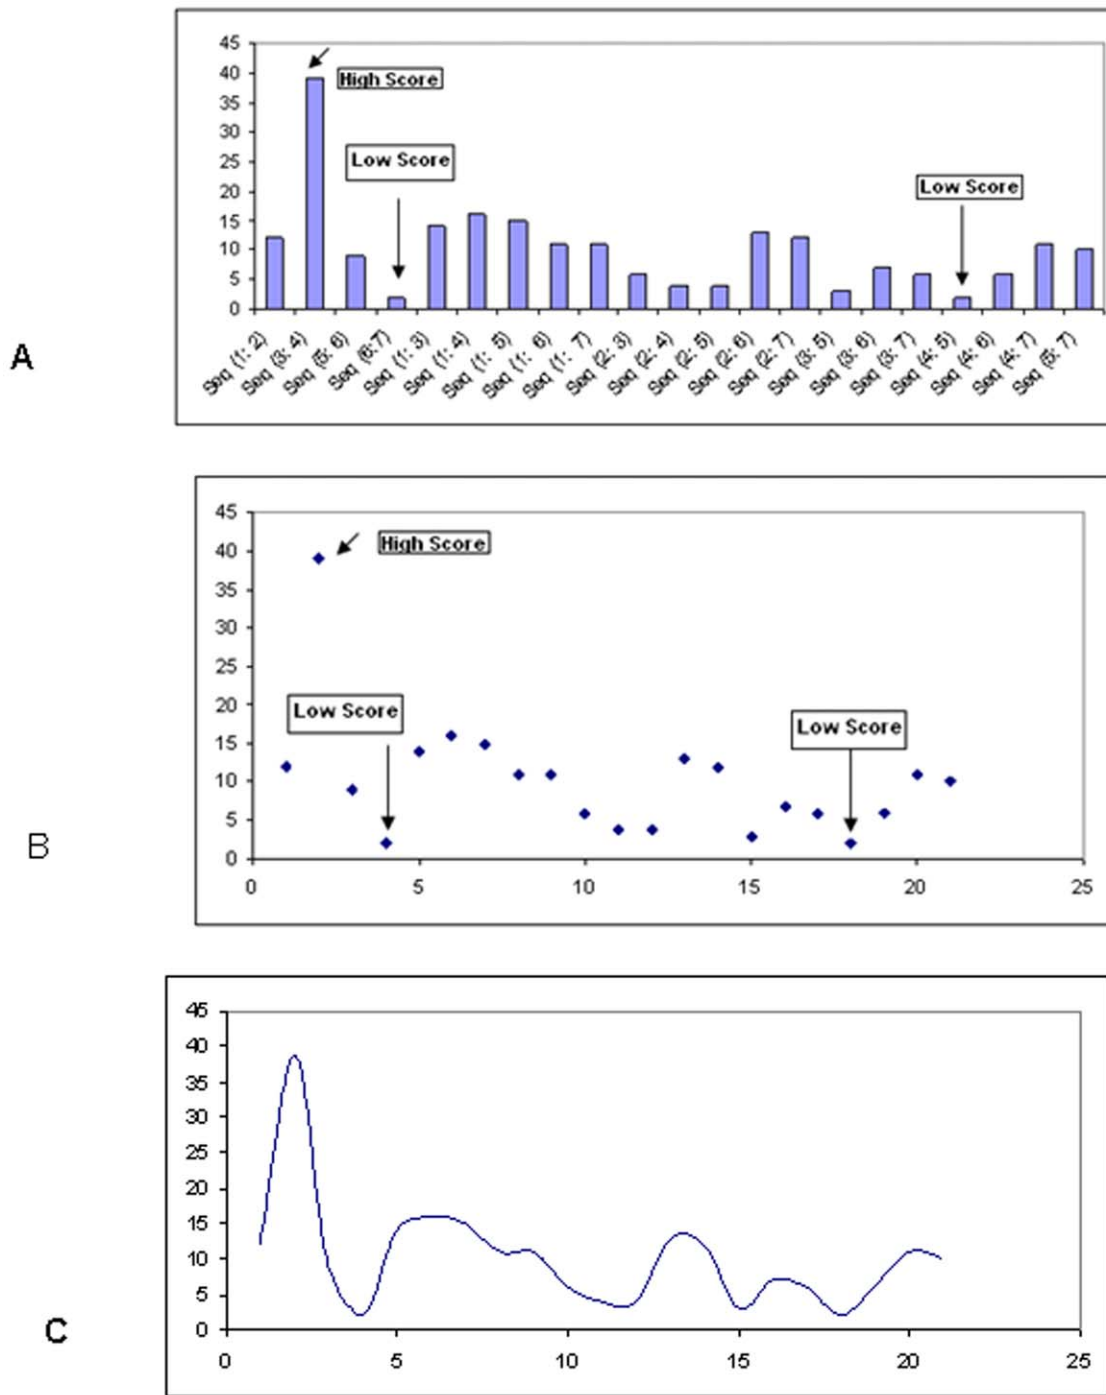 45
40
35
30
25
20
15
10
5
0
High Score
Low Score
Low Score
Seq (1: 2)
Seq (3: 4)
Seq (5: 6)
Seq (6:7)
Seq (1: 3)
Seq (1: 4)
Seq (1: 5)
Seq (1: 6)
Seq (1: 7)
Seq (2: 3)
Seq (2: 4)
Seq (2: 5)
Seq (2: 6)
Seq (2: 7)
Seq (3: 5)
Seq (3: 6)
Seq (3: 7)
Seq (4: 5)
Seq (4: 6)
Seq (4: 7)
Seq (5: 7)
A
45
40
35
30
25
20
15
10
5
0
High Score
Low Score
Low Score
0 5 10 15 20 25
B
45
40
35
30
25
20
15
10
5
0
0 5 10 15 20 25
C